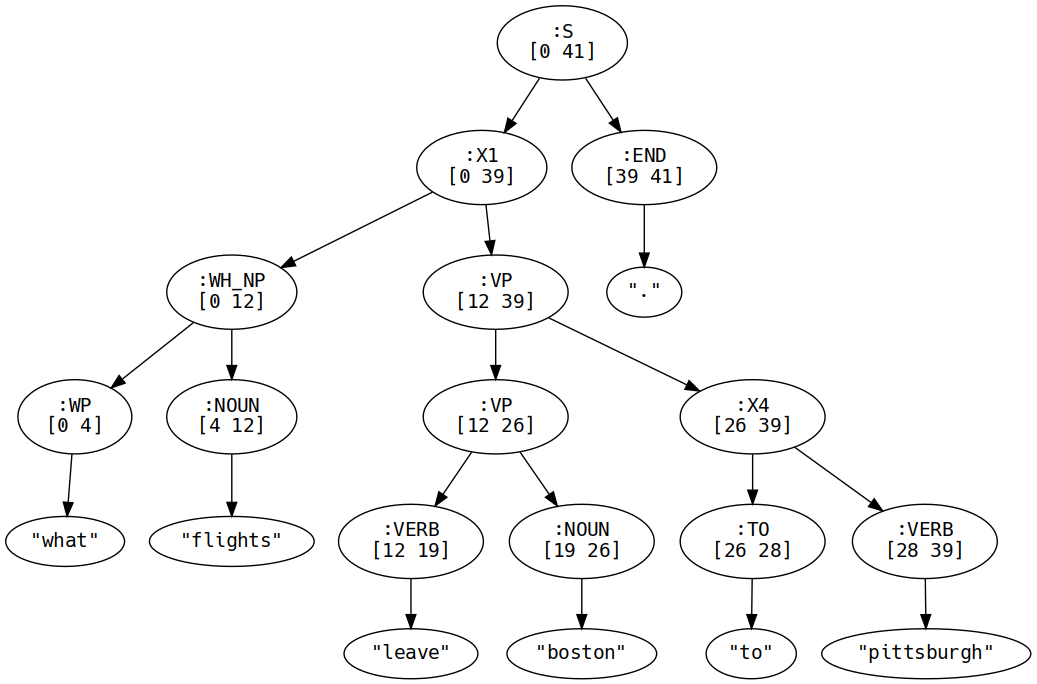 :S
[0 41]
:X1
[0 39]
:END
[39 41]
:WH_NP
[0 12]
:VP
[12 39]
"."
:WP
[0 4]
:NOUN
[4 12]
:VP
[12 26]
:X4
[26 39]
"what"
"flights"
:VERB
[12 19]
:NOUN
[19 26]
:TO
[26 28]
:VERB
[28 39]
"leave"
"boston"
"to"
"pittsburgh"